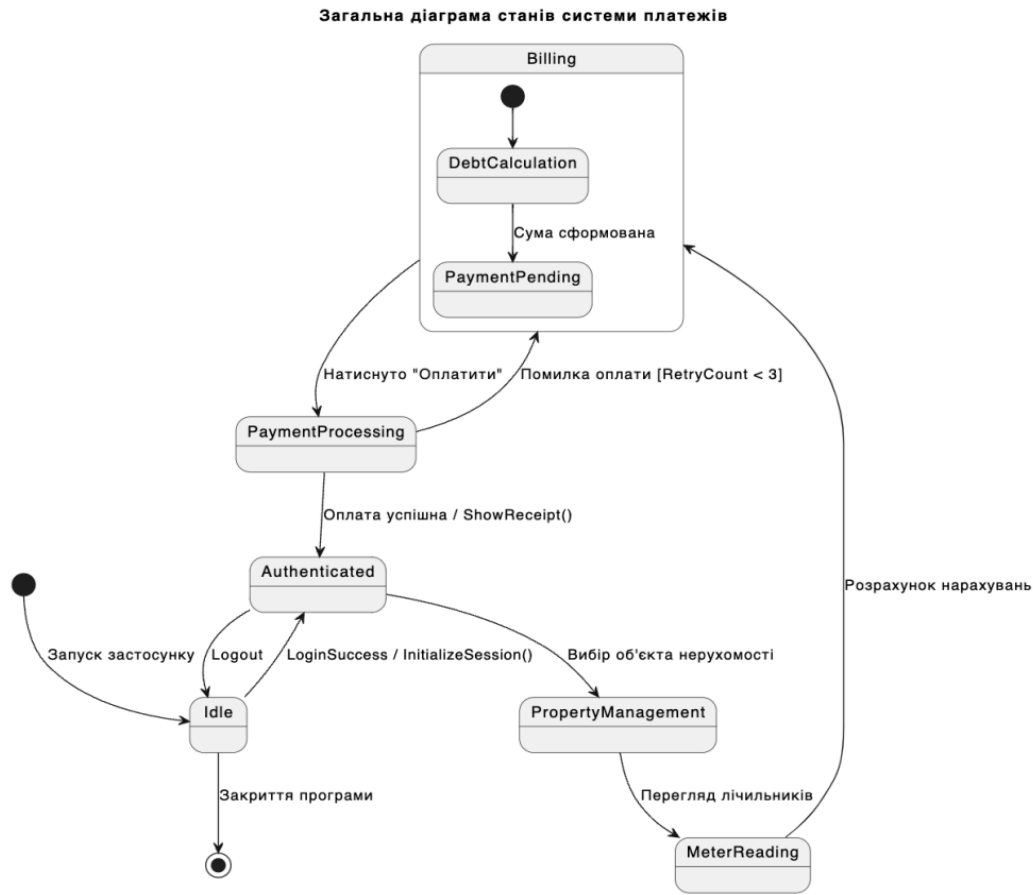 Загальна діаграма станів системи платежів
Billing
DebtCalculation
Сума сформована
PaymentPending
Натиснуто "Оплатити"
Помилка оплати [RetryCount < 3]
PaymentProcessing
Оплата успішна / ShowReceipt()
Authenticated
Розрахунок нарахувань
Запуск застосунку
Logout
LoginSuccess / InitializeSession()
Вибір об'єкта нерухомості
Idle
PropertyManagement
Закриття програми
Перегляд лічильників
MeterReading